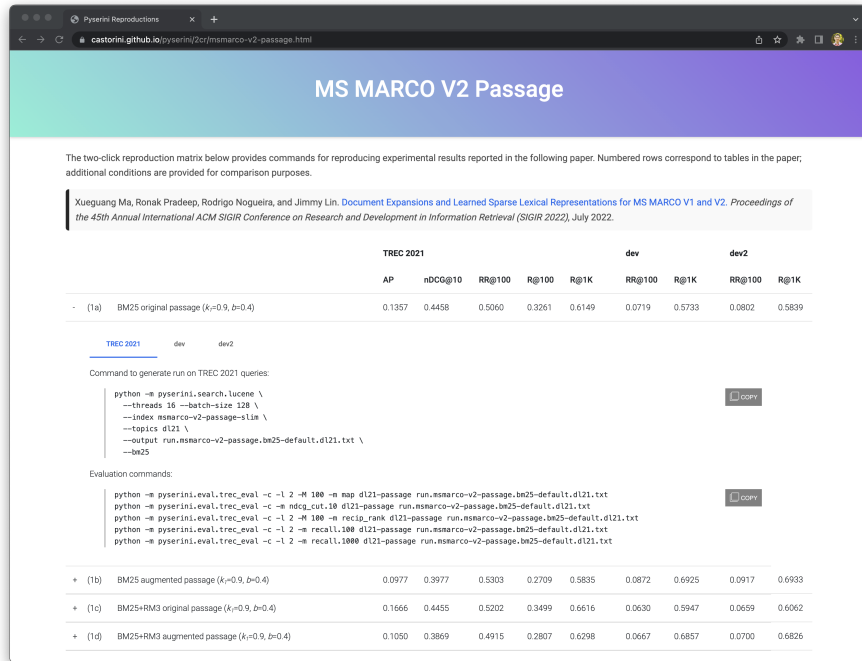 Pyserini Reproductions
castorini.github.io/pyserini/2cr/msmarco-v2-passage.html
MS MARCO V2 Passage
The two-click reproduction matrix below provides commands for reproducing experimental results reported in the following paper. Numbered rows correspond to tables in the paper;
additional conditions are provided for comparison purposes.
Xueguang Ma, Ronak Pradeep, Rodrigo Nogueira, and Jimmy Lin. Document Expansions and Learned Sparse Lexical Representations for MS MARCO V1 and V2. Proceedings of
the 45th Annual International ACM SIGIR Conference on Research and Development in Information Retrieval (SIGIR 2022), July 2022.
TREC 2021 dev dev2
AP nDCG@10 RR@100 R@100 R@1K RR@100 R@1K RR@100 R@1K
- (1a) BM25 original passage (k1=0.9, b=0.4) 0.1357 0.4458 0.5060 0.3261 0.6149 0.0719 0.5733 0.0802 0.5839
TREC 2021 dev dev2
Command to generate run on TREC 2021 queries:
python -m pyserini.search.lucene \
--threads 16 --batch-size 128 \
--index msmarco-v2-passage-slim \
--topics dl21 \
--output run.msmarco-v2-passage.bm25-default.dl21.txt \
--bm25
COPY
Evaluation commands:
python -m pyserini.eval.trec_eval -c -l 2 -M 100 -m map dl21-passage run.msmarco-v2-passage.bm25-default.dl21.txt
python -m pyserini.eval.trec_eval -c -m ndcg_cut.10 dl21-passage run.msmarco-v2-passage.bm25-default.dl21.txt
python -m pyserini.eval.trec_eval -c -l 2 -M 100 -m recip_rank dl21-passage run.msmarco-v2-passage.bm25-default.dl21.txt
python -m pyserini.eval.trec_eval -c -l 2 -m recall.100 dl21-passage run.msmarco-v2-passage.bm25-default.dl21.txt
python -m pyserini.eval.trec_eval -c -l 2 -m recall.1000 dl21-passage run.msmarco-v2-passage.bm25-default.dl21.txt
COPY
+ (1b) BM25 augmented passage (k1=0.9, b=0.4) 0.0977 0.3977 0.5303 0.2709 0.5835 0.0872 0.6925 0.0917 0.6933
+ (1c) BM25+RM3 original passage (k1=0.9, b=0.4) 0.1666 0.4455 0.5202 0.3499 0.6616 0.0630 0.5947 0.0659 0.6062
+ (1d) BM25+RM3 augmented passage (k1=0.9, b=0.4) 0.1050 0.3869 0.4915 0.2807 0.6298 0.0667 0.6857 0.0700 0.6826